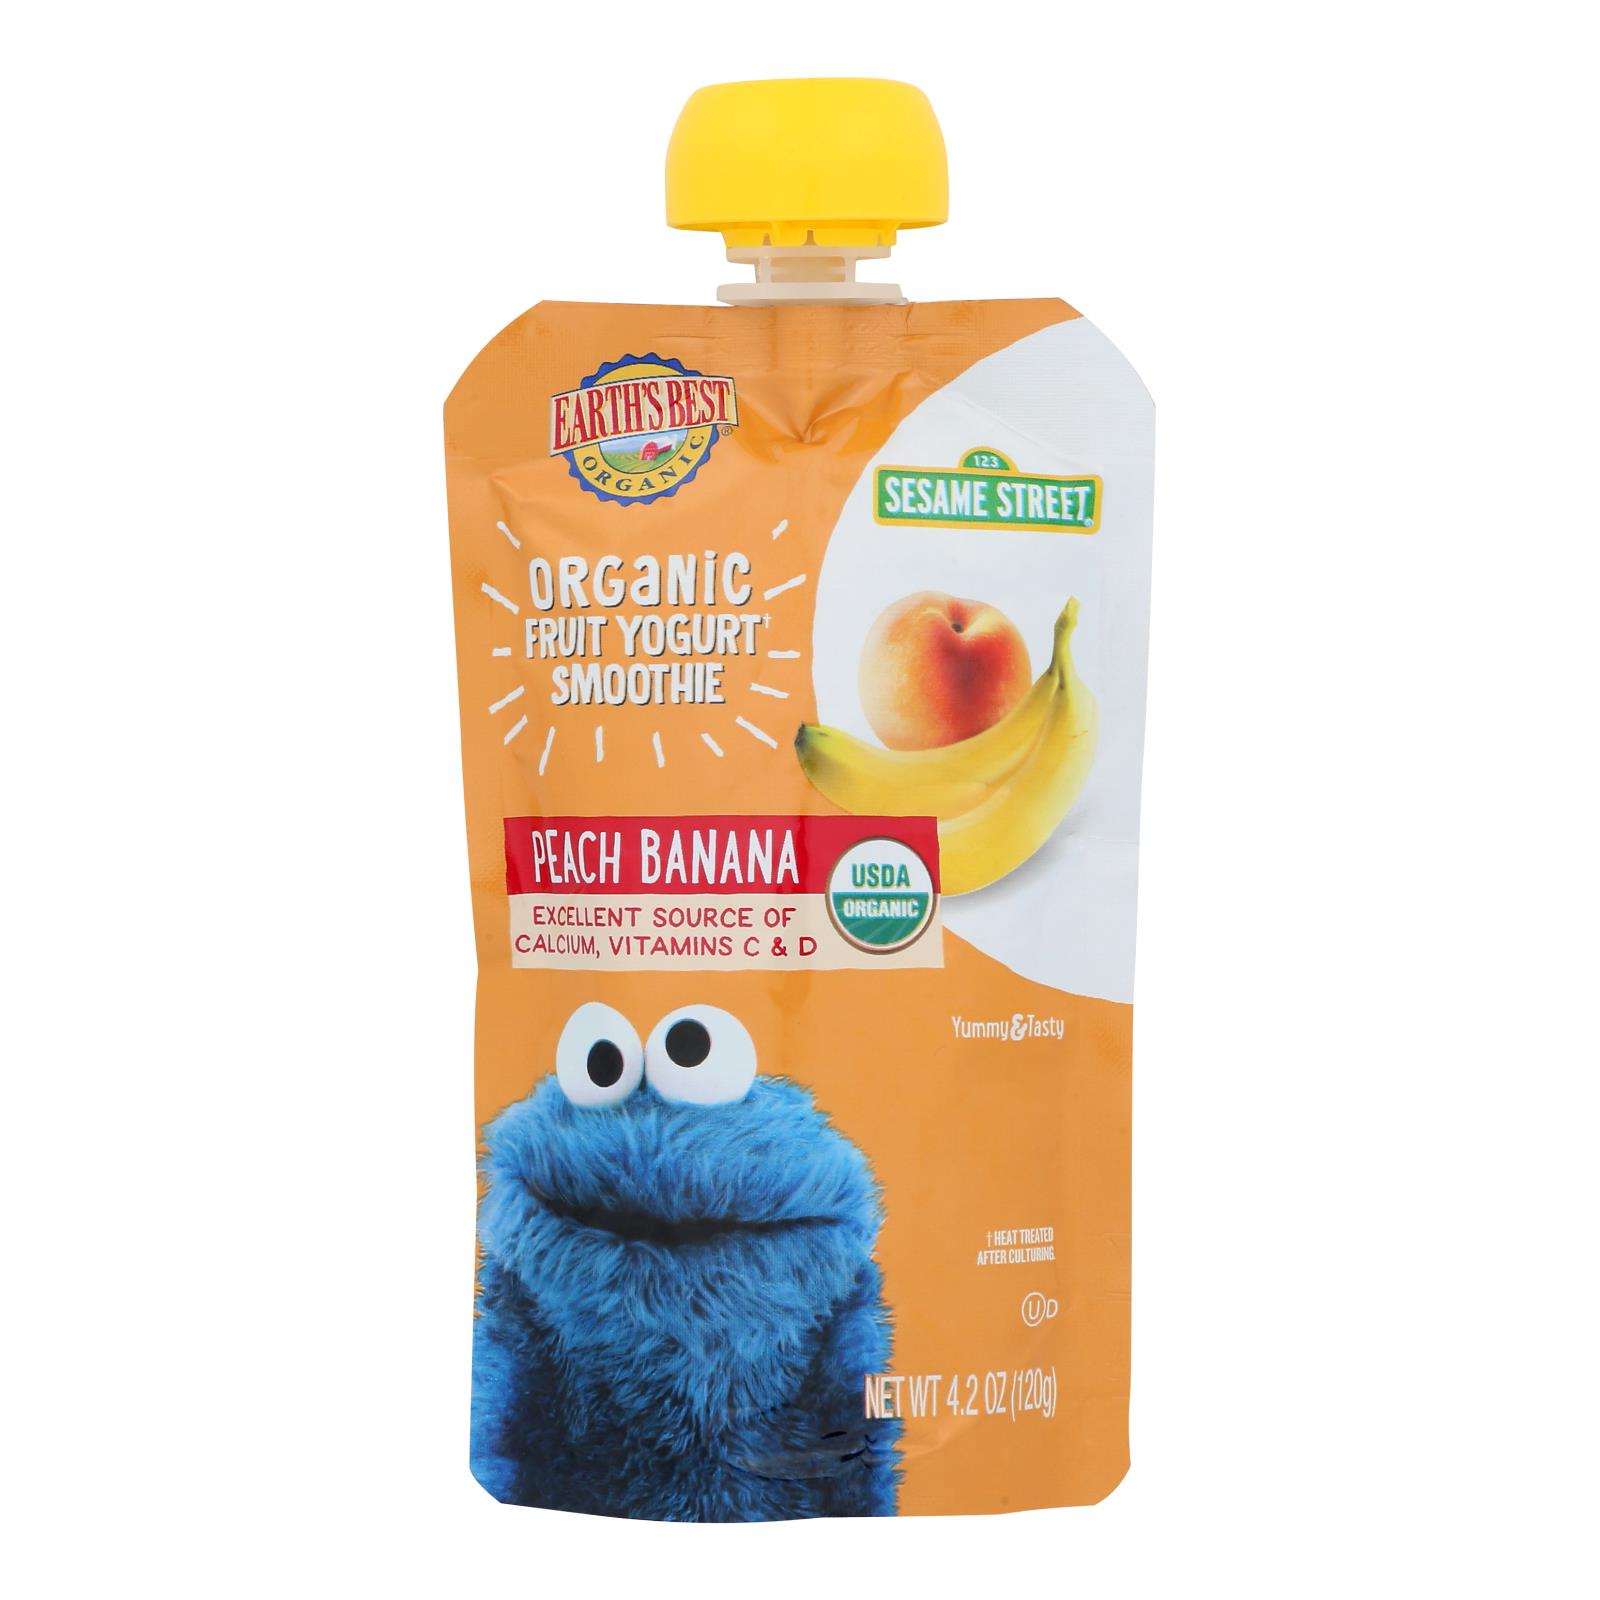 EARTH'S BEST®
ORGANIC
123
SESAME STREET®
ORGaNiC
FRUIT YOGURT†
SMOOTHIE
PEACH BANANA
EXCELLENT SOURCE OF
CALCIUM, VITAMINS C & D
USDA
ORGANIC
Yummy&Tasty
† HEAT TREATED
AFTER CULTURING.
UD
NET WT 4.2 OZ (120g)